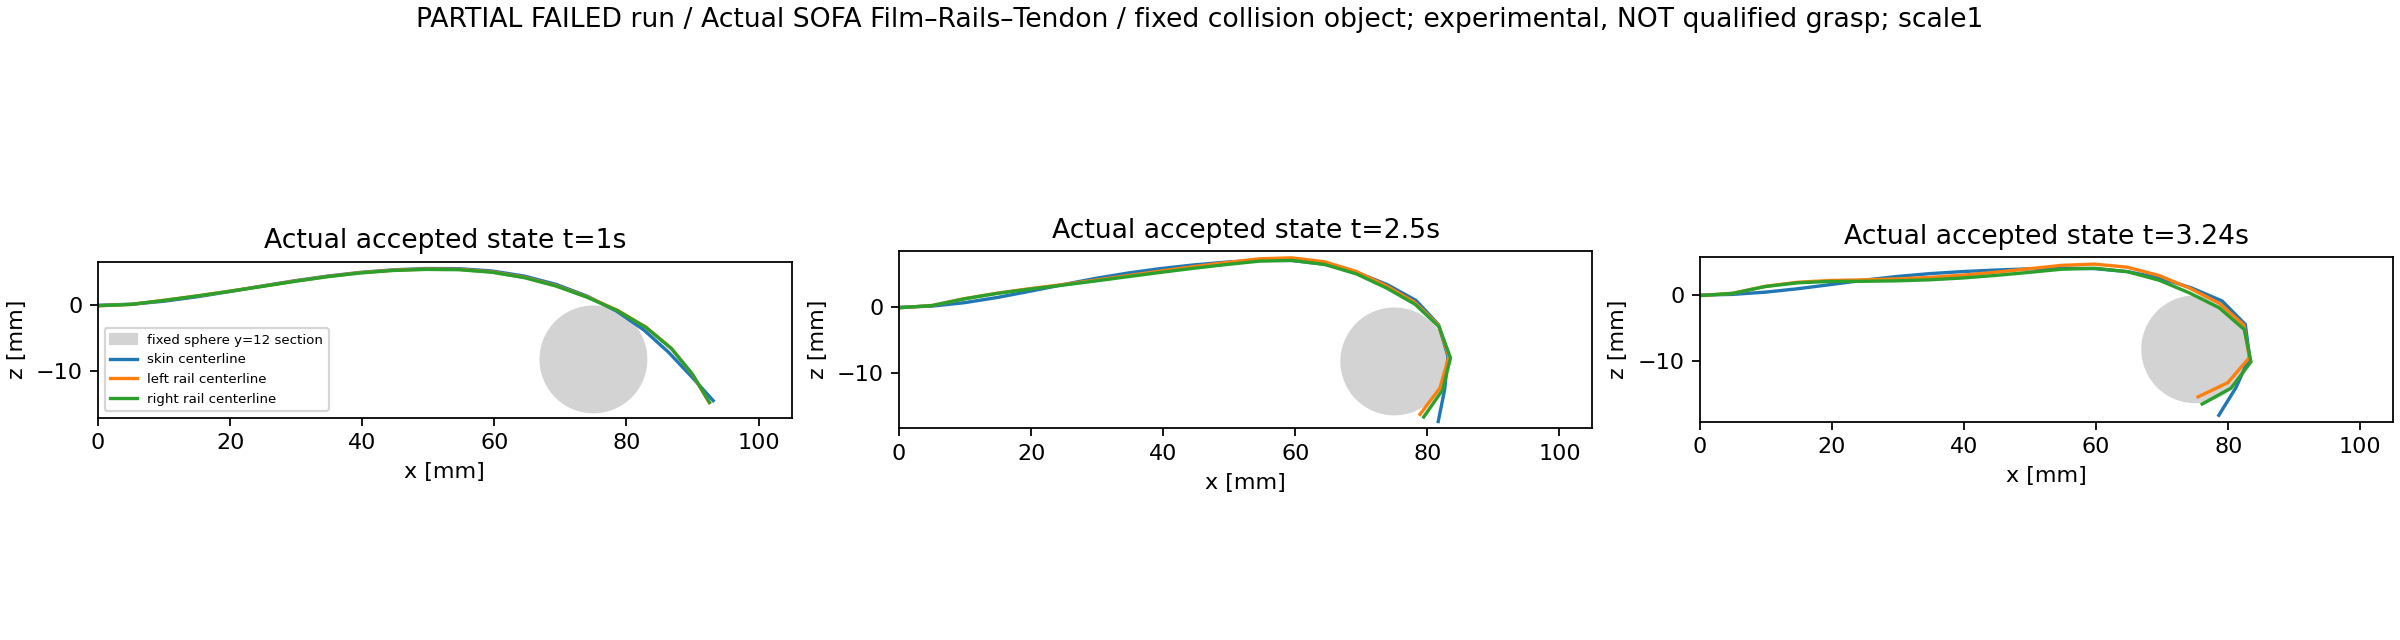 PARTIAL FAILED run / Actual SOFA Film–Rails–Tendon / fixed collision object; experimental, NOT qualified grasp; scale1
Actual accepted state t=1s
z [mm]
0
−10
fixed sphere y=12 section
skin centerline
left rail centerline
right rail centerline
0 20 40 60 80 100
x [mm]
Actual accepted state t=2.5s
z [mm]
0
−10
0 20 40 60 80 100
x [mm]
Actual accepted state t=3.24s
z [mm]
0
−10
0 20 40 60 80 100
x [mm]